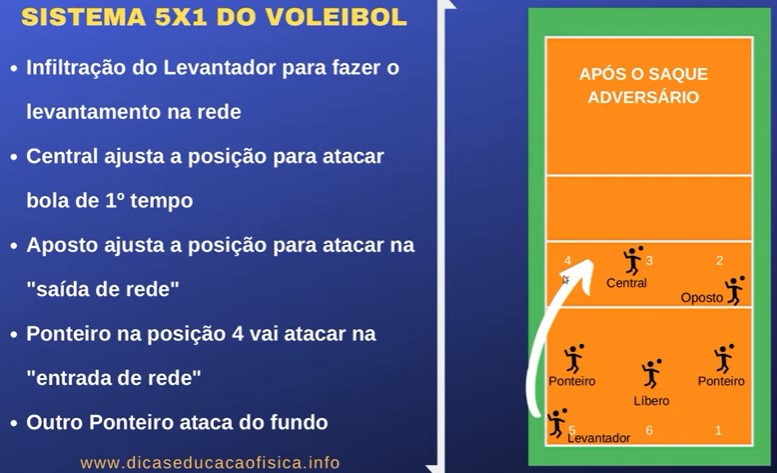 SISTEMA 5X1 DO VOLEIBOL
• Infiltração do Levantador para fazer o
levantamento na rede
• Central ajusta a posição para atacar
bola de 1º tempo
• Aposto ajusta a posição para atacar na
"saída de rede"
• Ponteiro na posição 4 vai atacar na
"entrada de rede"
• Outro Ponteiro ataca do fundo
www.dicaseducacaofisica.info
APÓS O SAQUE
ADVERSÁRIO
4 3 2
Central
Oposto
Ponteiro
Ponteiro
Líbero
5 6 1
Levantador